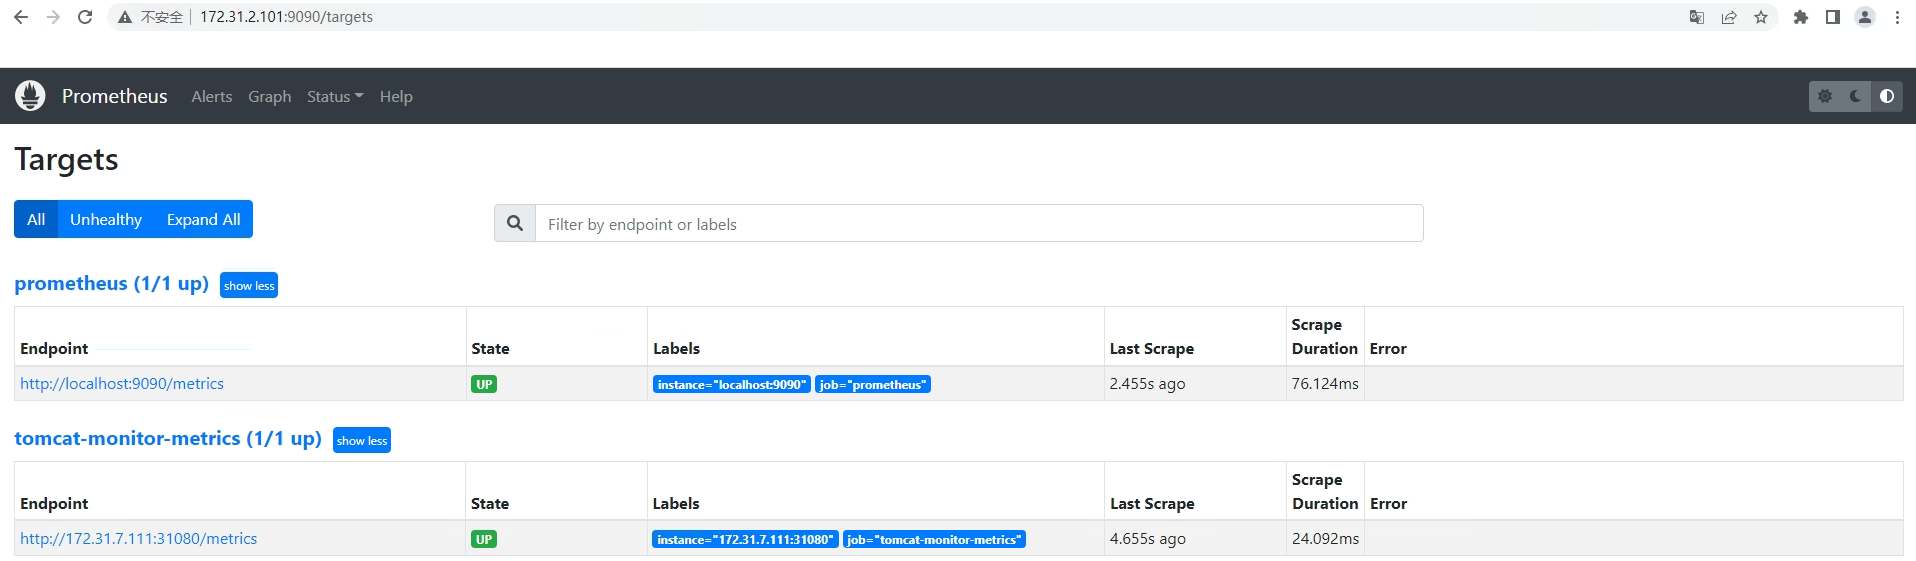 不安全 172.31.2.101:9090/targets
Prometheus Alerts Graph Status Help
Targets
All Unhealthy Expand All Filter by endpoint or labels
prometheus (1/1 up) show less
Endpoint State Labels Last Scrape Scrape Duration Error
http://localhost:9090/metrics UP instance="localhost:9090" job="prometheus" 2.455s ago 76.124ms
tomcat-monitor-metrics (1/1 up) show less
Endpoint State Labels Last Scrape Scrape Duration Error
http://172.31.7.111:31080/metrics UP instance="172.31.7.111:31080" job="tomcat-monitor-metrics" 4.655s ago 24.092ms